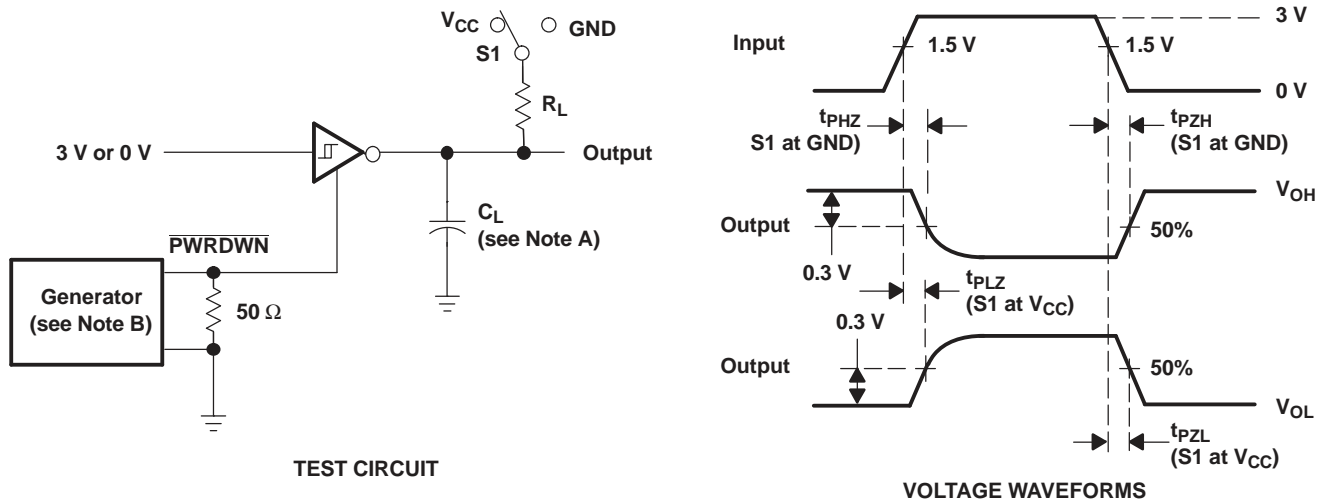 VCC
GND
S1
RL
3 V or 0 V
Output
CL
(see Note A)
PWRDWN
Generator
(see Note B)
50 Ω
TEST CIRCUIT
3 V
Input
1.5 V
1.5 V
0 V
tPHZ
S1 at GND)
tPZH
(S1 at GND)
VOH
Output
50%
0.3 V
tPLZ
(S1 at VCC)
0.3 V
Output
50%
VOL
tPZL
(S1 at VCC)
VOLTAGE WAVEFORMS